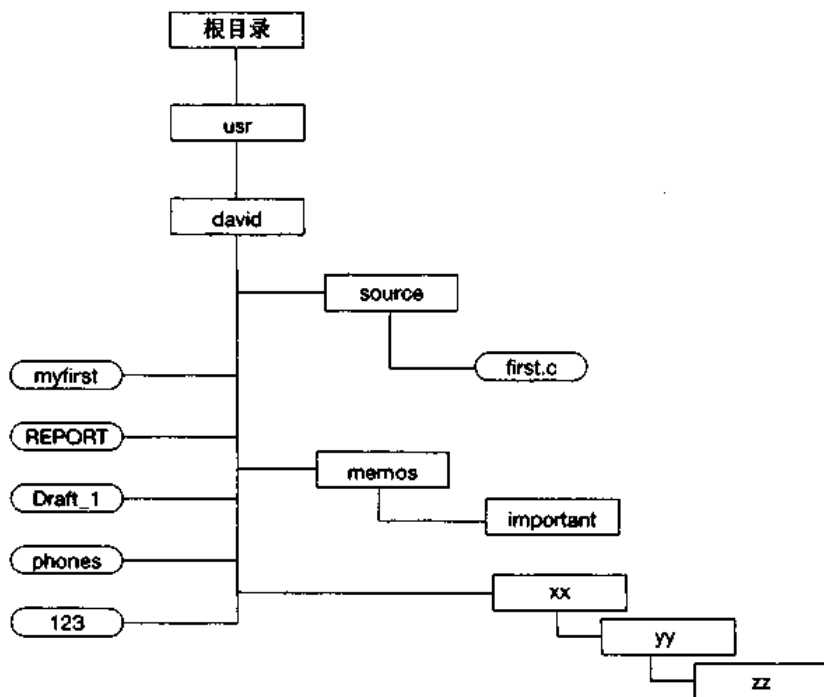 根目录
usr
david
source
myfirst
first.c
REPORT
memos
Draft_1
important
phones
xx
123
yy
zz